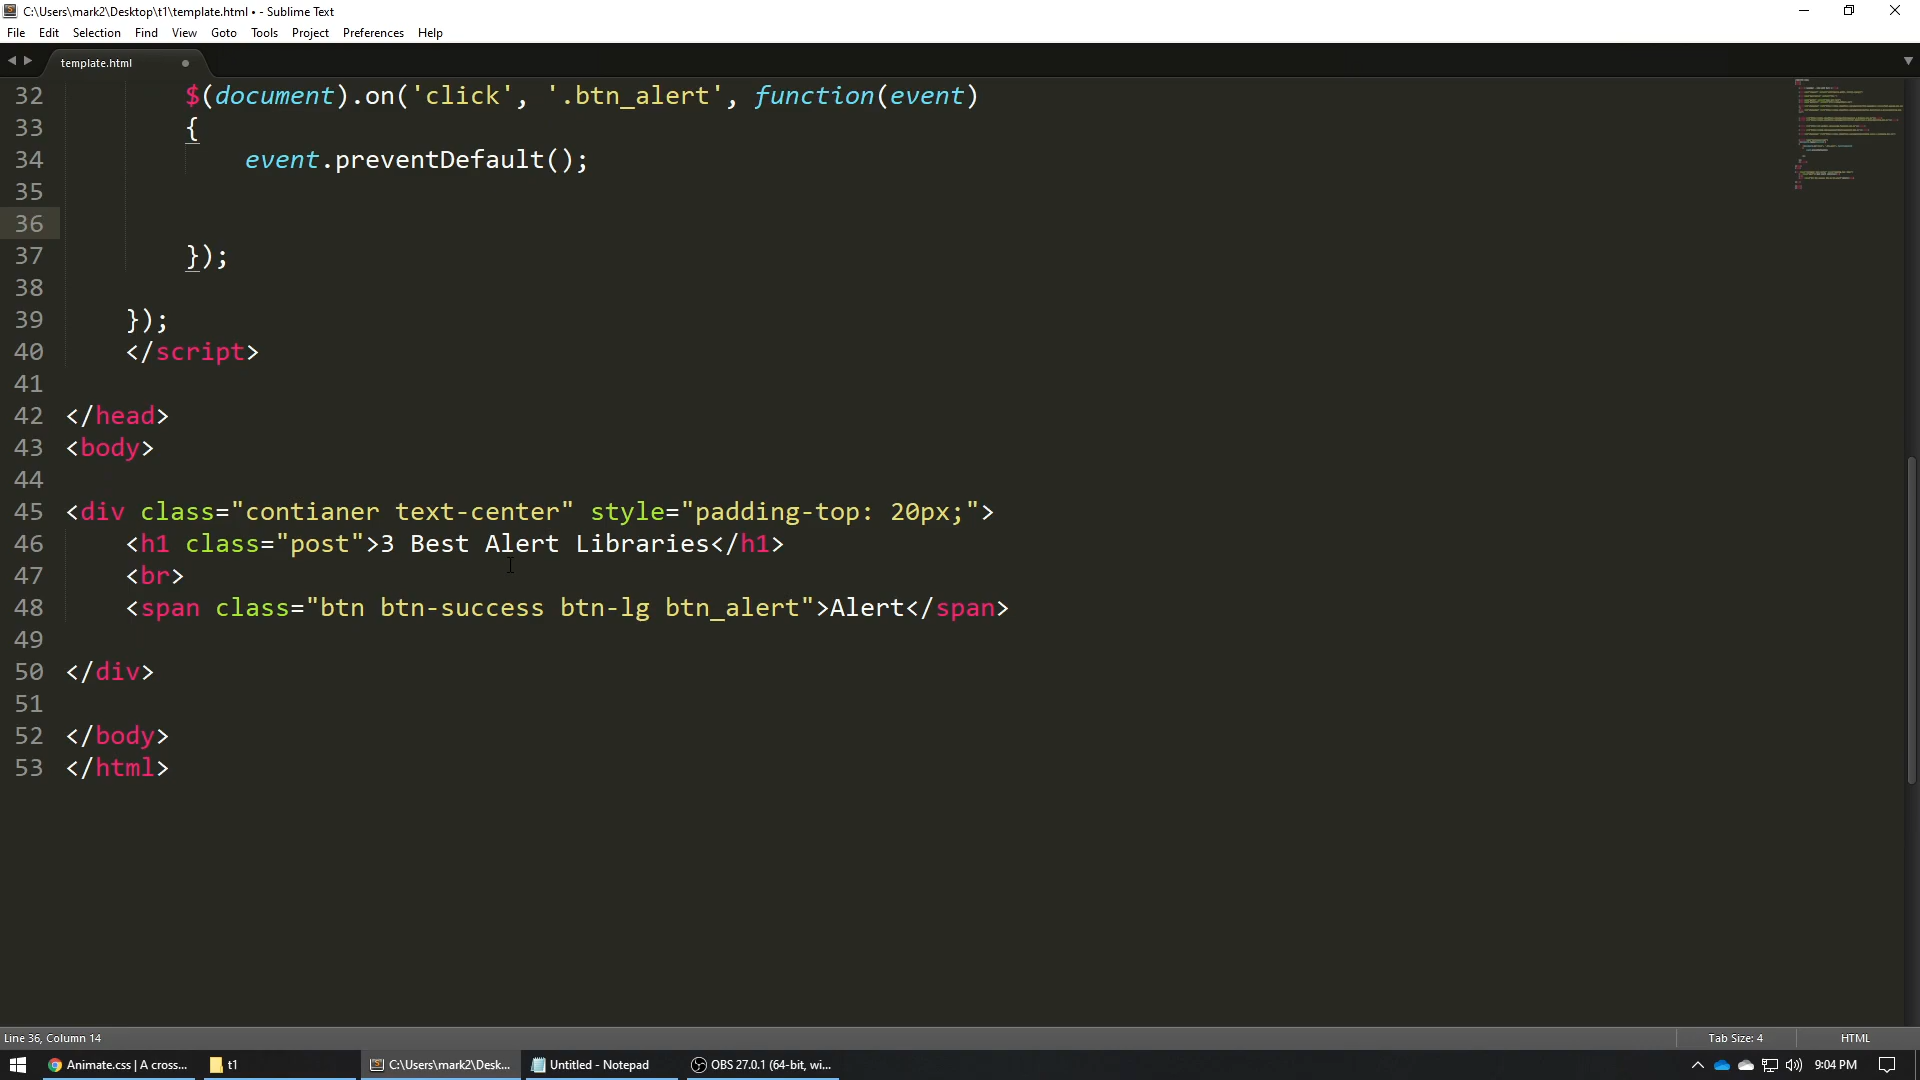 C:\Users\mark2\Desktop\t1\template.html • - Sublime Text
File Edit Selection Find View Goto Tools Project Preferences Help
template.html
32 $(document).on('click', '.btn_alert', function(event)
33 {
34 event.preventDefault();
35
36
37 });
38
39 });
40 </script>
41
42 </head>
43 <body>
44
45 <div class="contianer text-center" style="padding-top: 20px;">
46 <h1 class="post">3 Best Alert Libraries</h1>
47 <br>
48 <span class="btn btn-success btn-lg btn_alert">Alert</span>
49
50 </div>
51
52 </body>
53 </html>
Line 36, Column 14 Tab Size: 4 HTML
Animate.css | A cross... t1 C:\Users\mark2\Desk... Untitled - Notepad OBS 27.0.1 (64-bit, wi... 9:04 PM